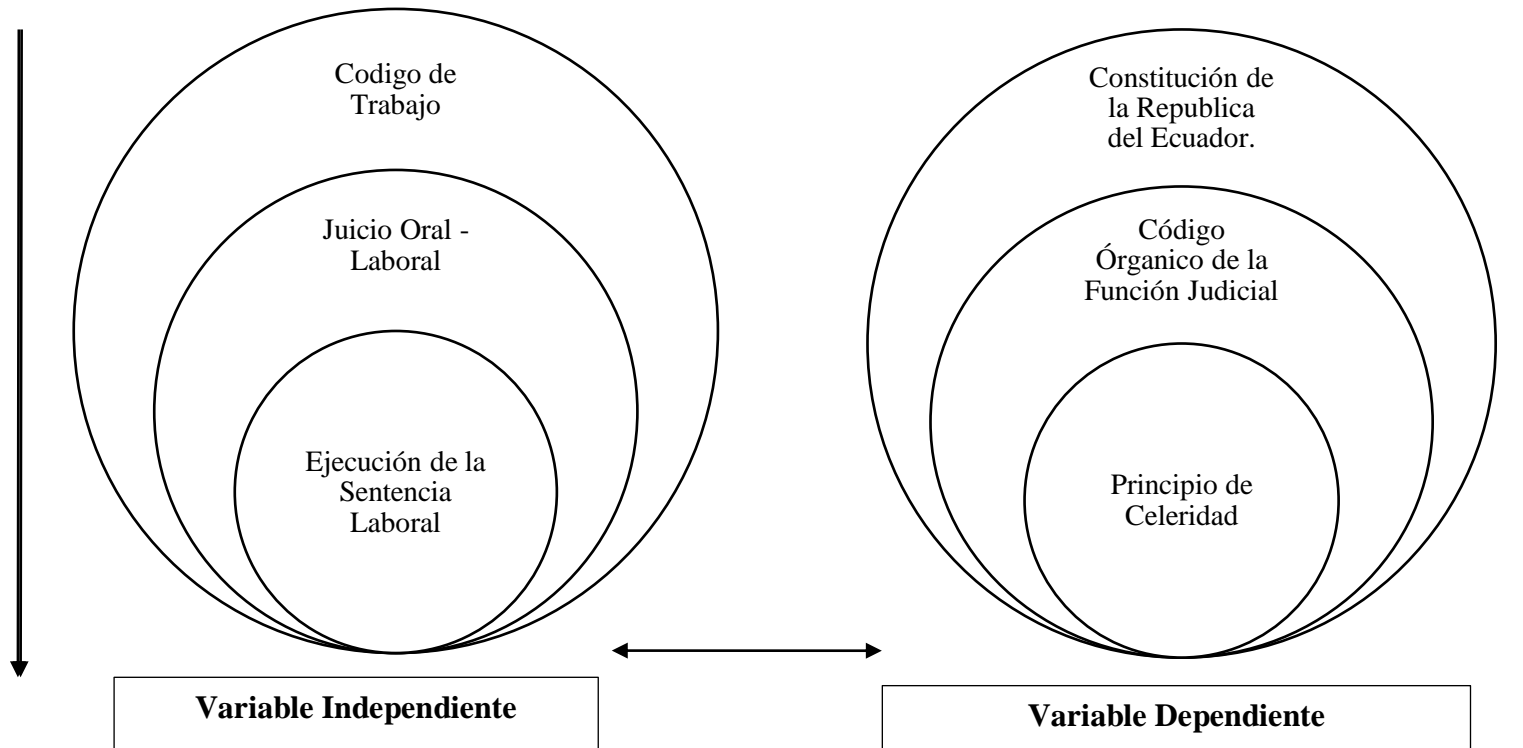 Codigo de
Trabajo
Juicio Oral -
Laboral
Ejecución de la
Sentencia
Laboral
Variable Independiente
Constitución de
la Republica
del Ecuador.
Código
Órganico de la
Función Judicial
Principio de
Celeridad
Variable Dependiente